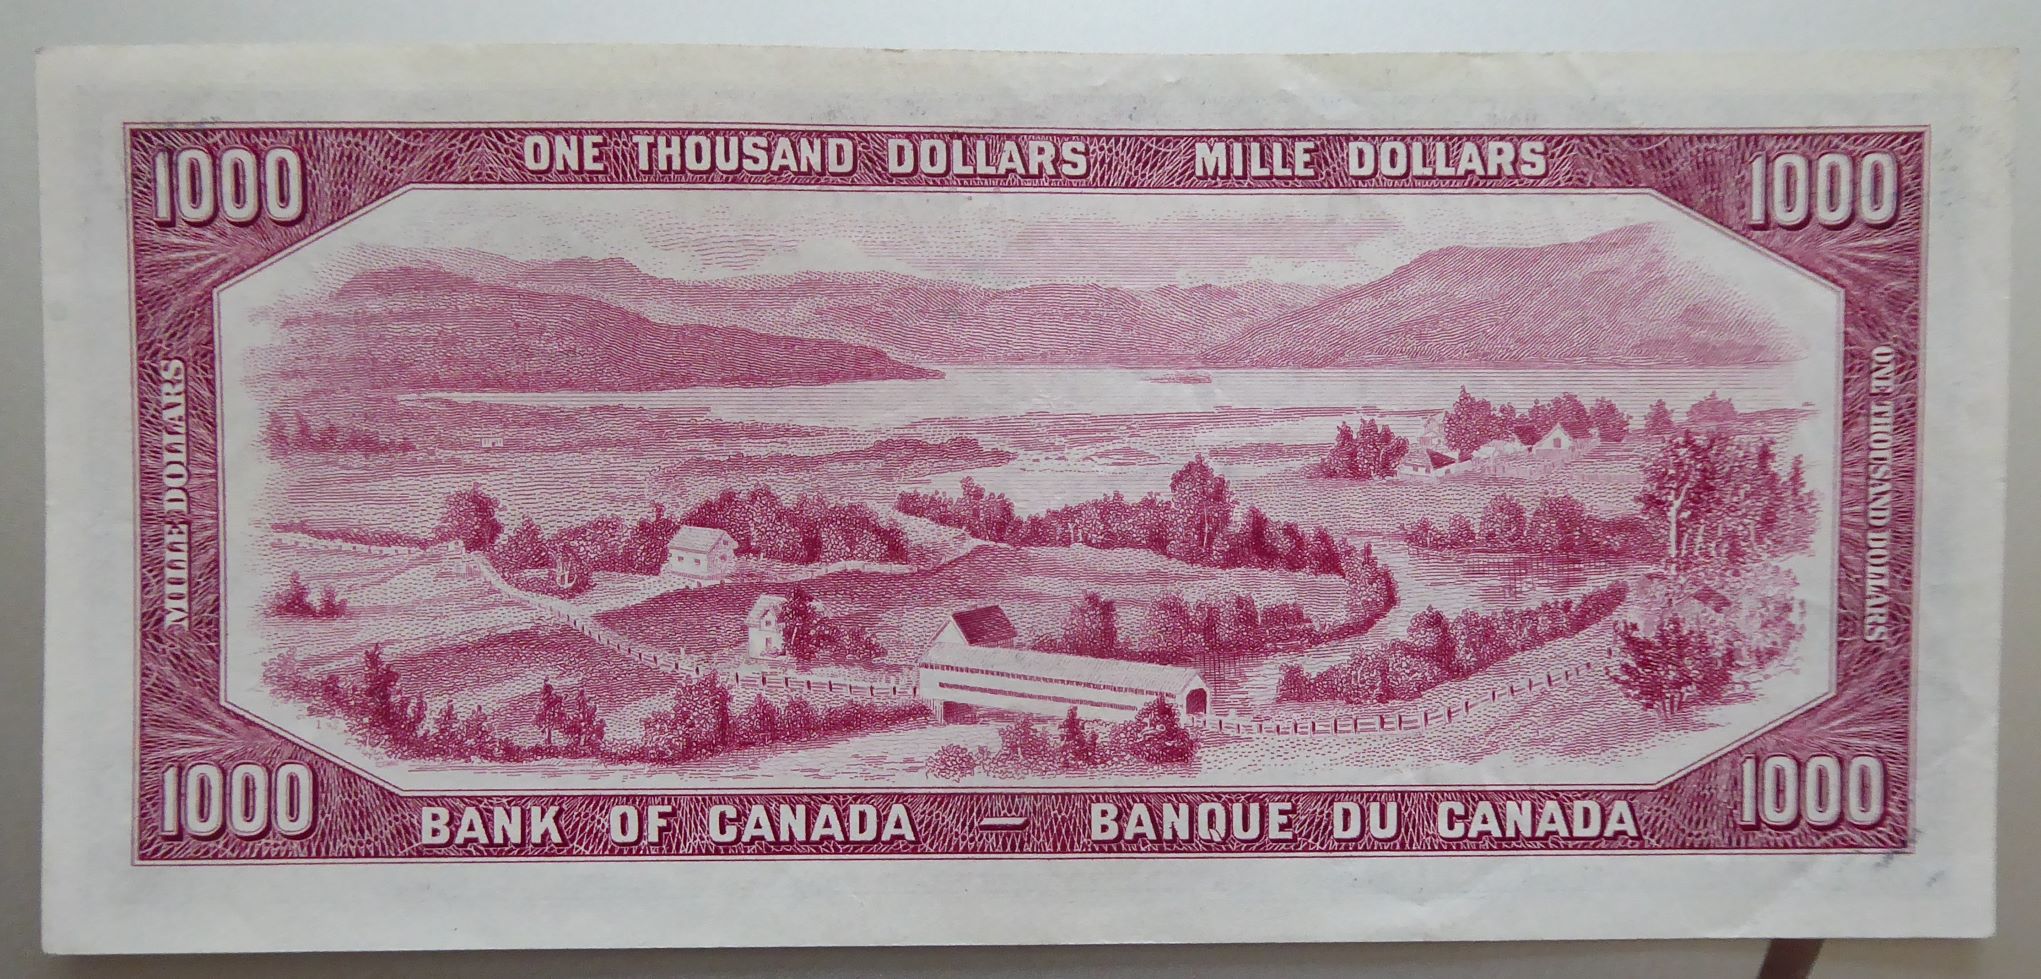 1000
ONE THOUSAND DOLLARS MILLE DOLLARS
1000
MILLE DOLLARS
ONE THOUSAND DOLLARS
1000
BANK OF CANADA — BANQUE DU CANADA
1000